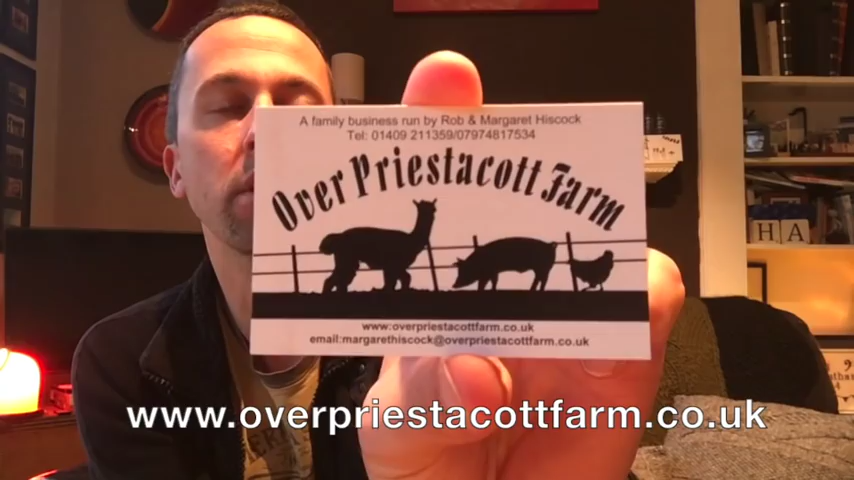 A family business run by Rob & Margaret Hiscock
Tel: 01409 211359/07974817534
Over Priestacott Farm
www:overpriestacottfarm.co.uk
email:margarethiscock@overpriestacottfarm.co.uk
H A
www.overpriestacottfarm.co.uk